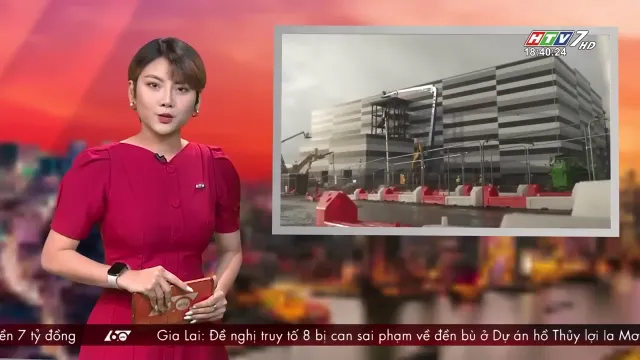 HTV7 HD
18:40:24
ền 7 tỷ đồng 60 Gia Lai: Đề nghị truy tố 8 bị can sai phạm về đền bù ở Dự án hồ Thủy lợi Ia Mơ